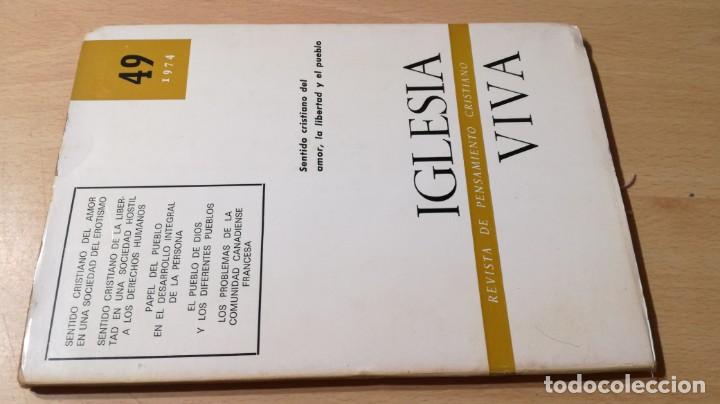 IGLESIA
VIVA
REVISTA DE PENSAMIENTO CRISTIANO
49
1974
Sentido cristiano del
amor, la libertad y el pueblo
SENTIDO CRISTIANO DEL AMOR
EN UNA SOCIEDAD DEL EROTISMO
SENTIDO CRISTIANO DE LA LIBER-
TAD EN UNA SOCIEDAD HOSTIL
A LOS DERECHOS HUMANOS
PAPEL DEL PUEBLO
EN EL DESARROLLO INTEGRAL
DE LA PERSONA
EL PUEBLO DE DIOS
Y LOS DIFERENTES PUEBLOS
LOS PROBLEMAS DE LA
COMUNIDAD CANADIENSE
FRANCESA
todocoleccion.net